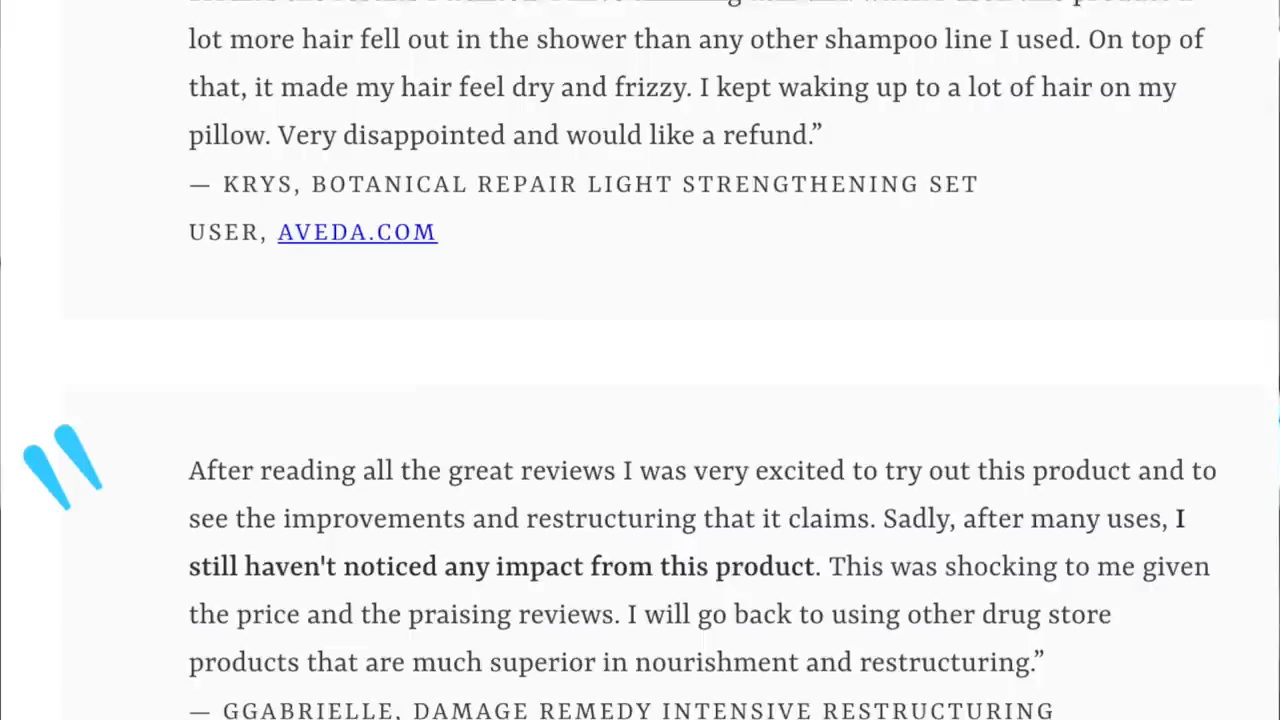 lot more hair fell out in the shower than any other shampoo line I used. On top of
that, it made my hair feel dry and frizzy. I kept waking up to a lot of hair on my
pillow. Very disappointed and would like a refund.”
— KRYS, BOTANICAL REPAIR LIGHT STRENGTHENING SET
USER, AVEDA.COM
After reading all the great reviews I was very excited to try out this product and to
see the improvements and restructuring that it claims. Sadly, after many uses, I
still haven't noticed any impact from this product. This was shocking to me given
the price and the praising reviews. I will go back to using other drug store
products that are much superior in nourishment and restructuring.”
— GGABRIELLE, DAMAGE REMEDY INTENSIVE RESTRUCTURING